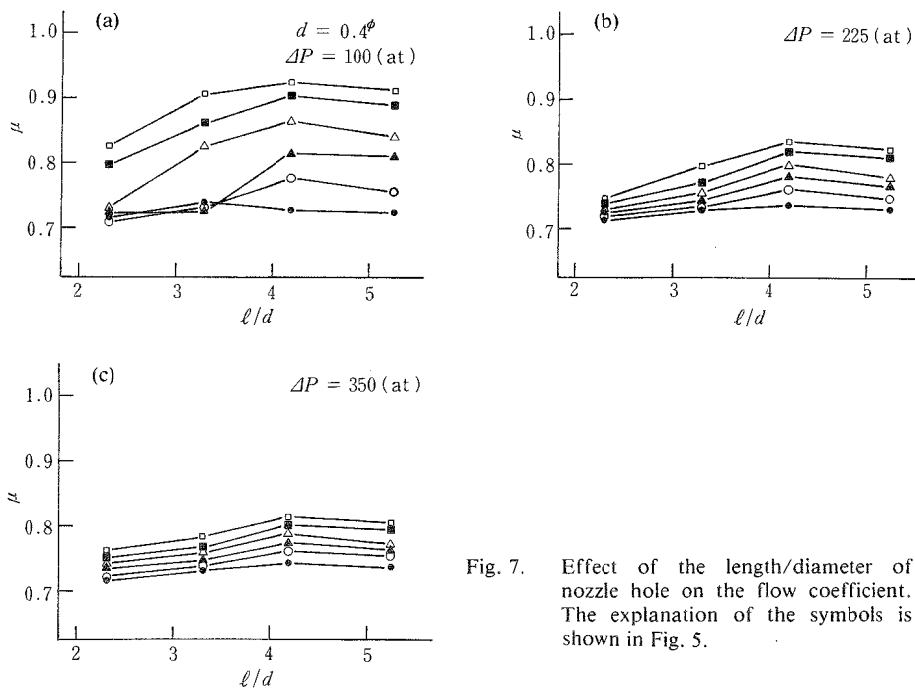 (a)
d = 0.4ᵠ
ΔP = 100 (at)
1.0
0.9
0.8
0.7
μ
2 3 4 5
ℓ/d
(b)
ΔP = 225 (at)
1.0
0.9
0.8
0.7
μ
2 3 4 5
ℓ/d
(c)
ΔP = 350 (at)
1.0
0.9
0.8
0.7
μ
2 3 4 5
ℓ/d
Fig. 7. Effect of the length/diameter of
nozzle hole on the flow coefficient.
The explanation of the symbols is
shown in Fig. 5.